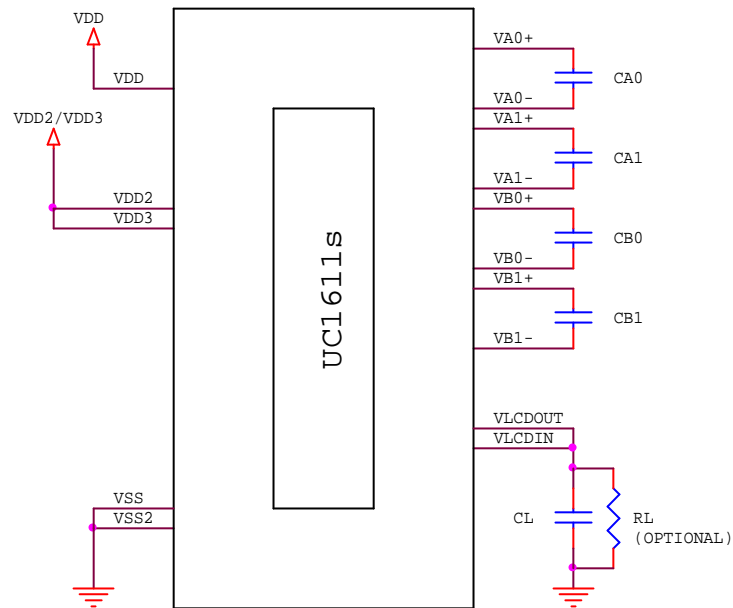 VDD
VDD
VDD2/VDD3
VDD2
VDD3
VSS
VSS2
UC1611s
VA0+
CA0
VA0-
VA1+
CA1
VA1-
VB0+
CB0
VB0-
VB1+
CB1
VB1-
VLCDOUT
VLCDIN
CL
RL
(OPTIONAL)